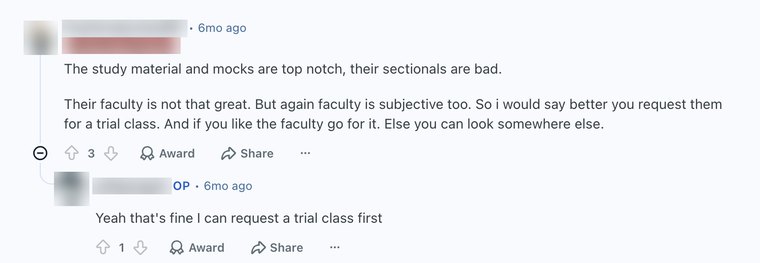 • 6mo ago
The study material and mocks are top notch, their sectionals are bad.
Their faculty is not that great. But again faculty is subjective too. So i would say better you request them
for a trial class. And if you like the faculty go for it. Else you can look somewhere else.
3 Award Share ...
OP • 6mo ago
Yeah that's fine I can request a trial class first
1 Award Share ...